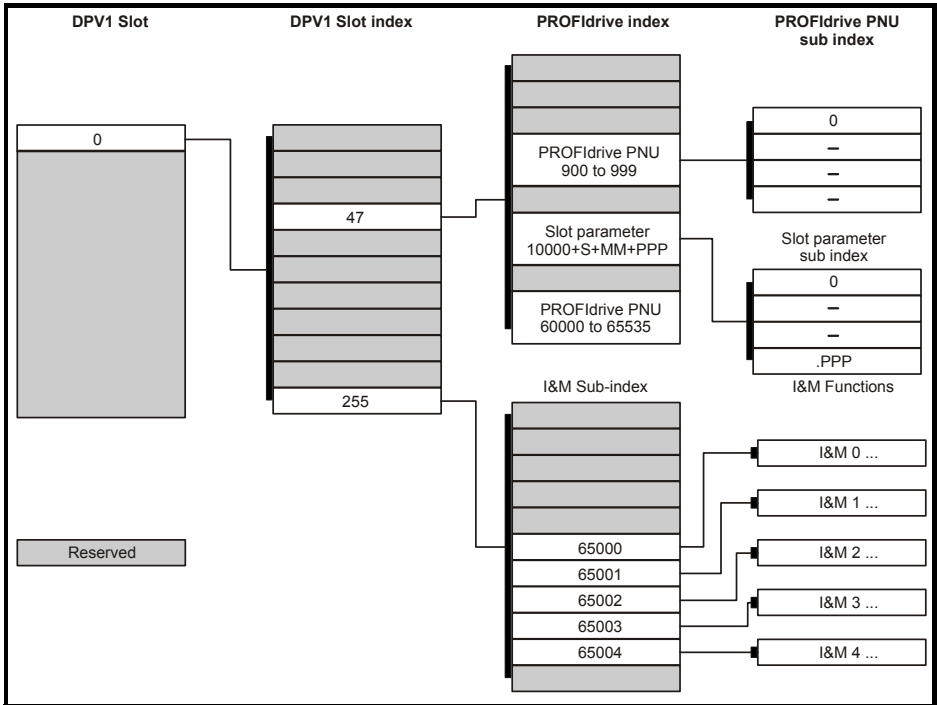 DPV1 Slot
DPV1 Slot index
PROFIdrive index
PROFIdrive PNU
sub index
0
47
255
PROFIdrive PNU
900 to 999
Slot parameter
10000+S+MM+PPP
PROFIdrive PNU
60000 to 65535
0
–
–
–
Slot parameter
sub index
0
–
–
.PPP
I&M Sub-index
I&M Functions
65000
65001
65002
65003
65004
I&M 0 ...
I&M 1 ...
I&M 2 ...
I&M 3 ...
I&M 4 ...
Reserved